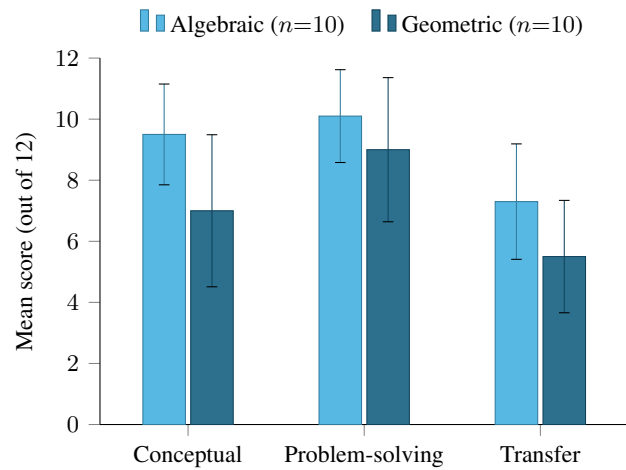 Algebraic (n=10) Geometric (n=10)
Mean score (out of 12)
12
10
8
6
4
2
0
Conceptual Problem-solving Transfer